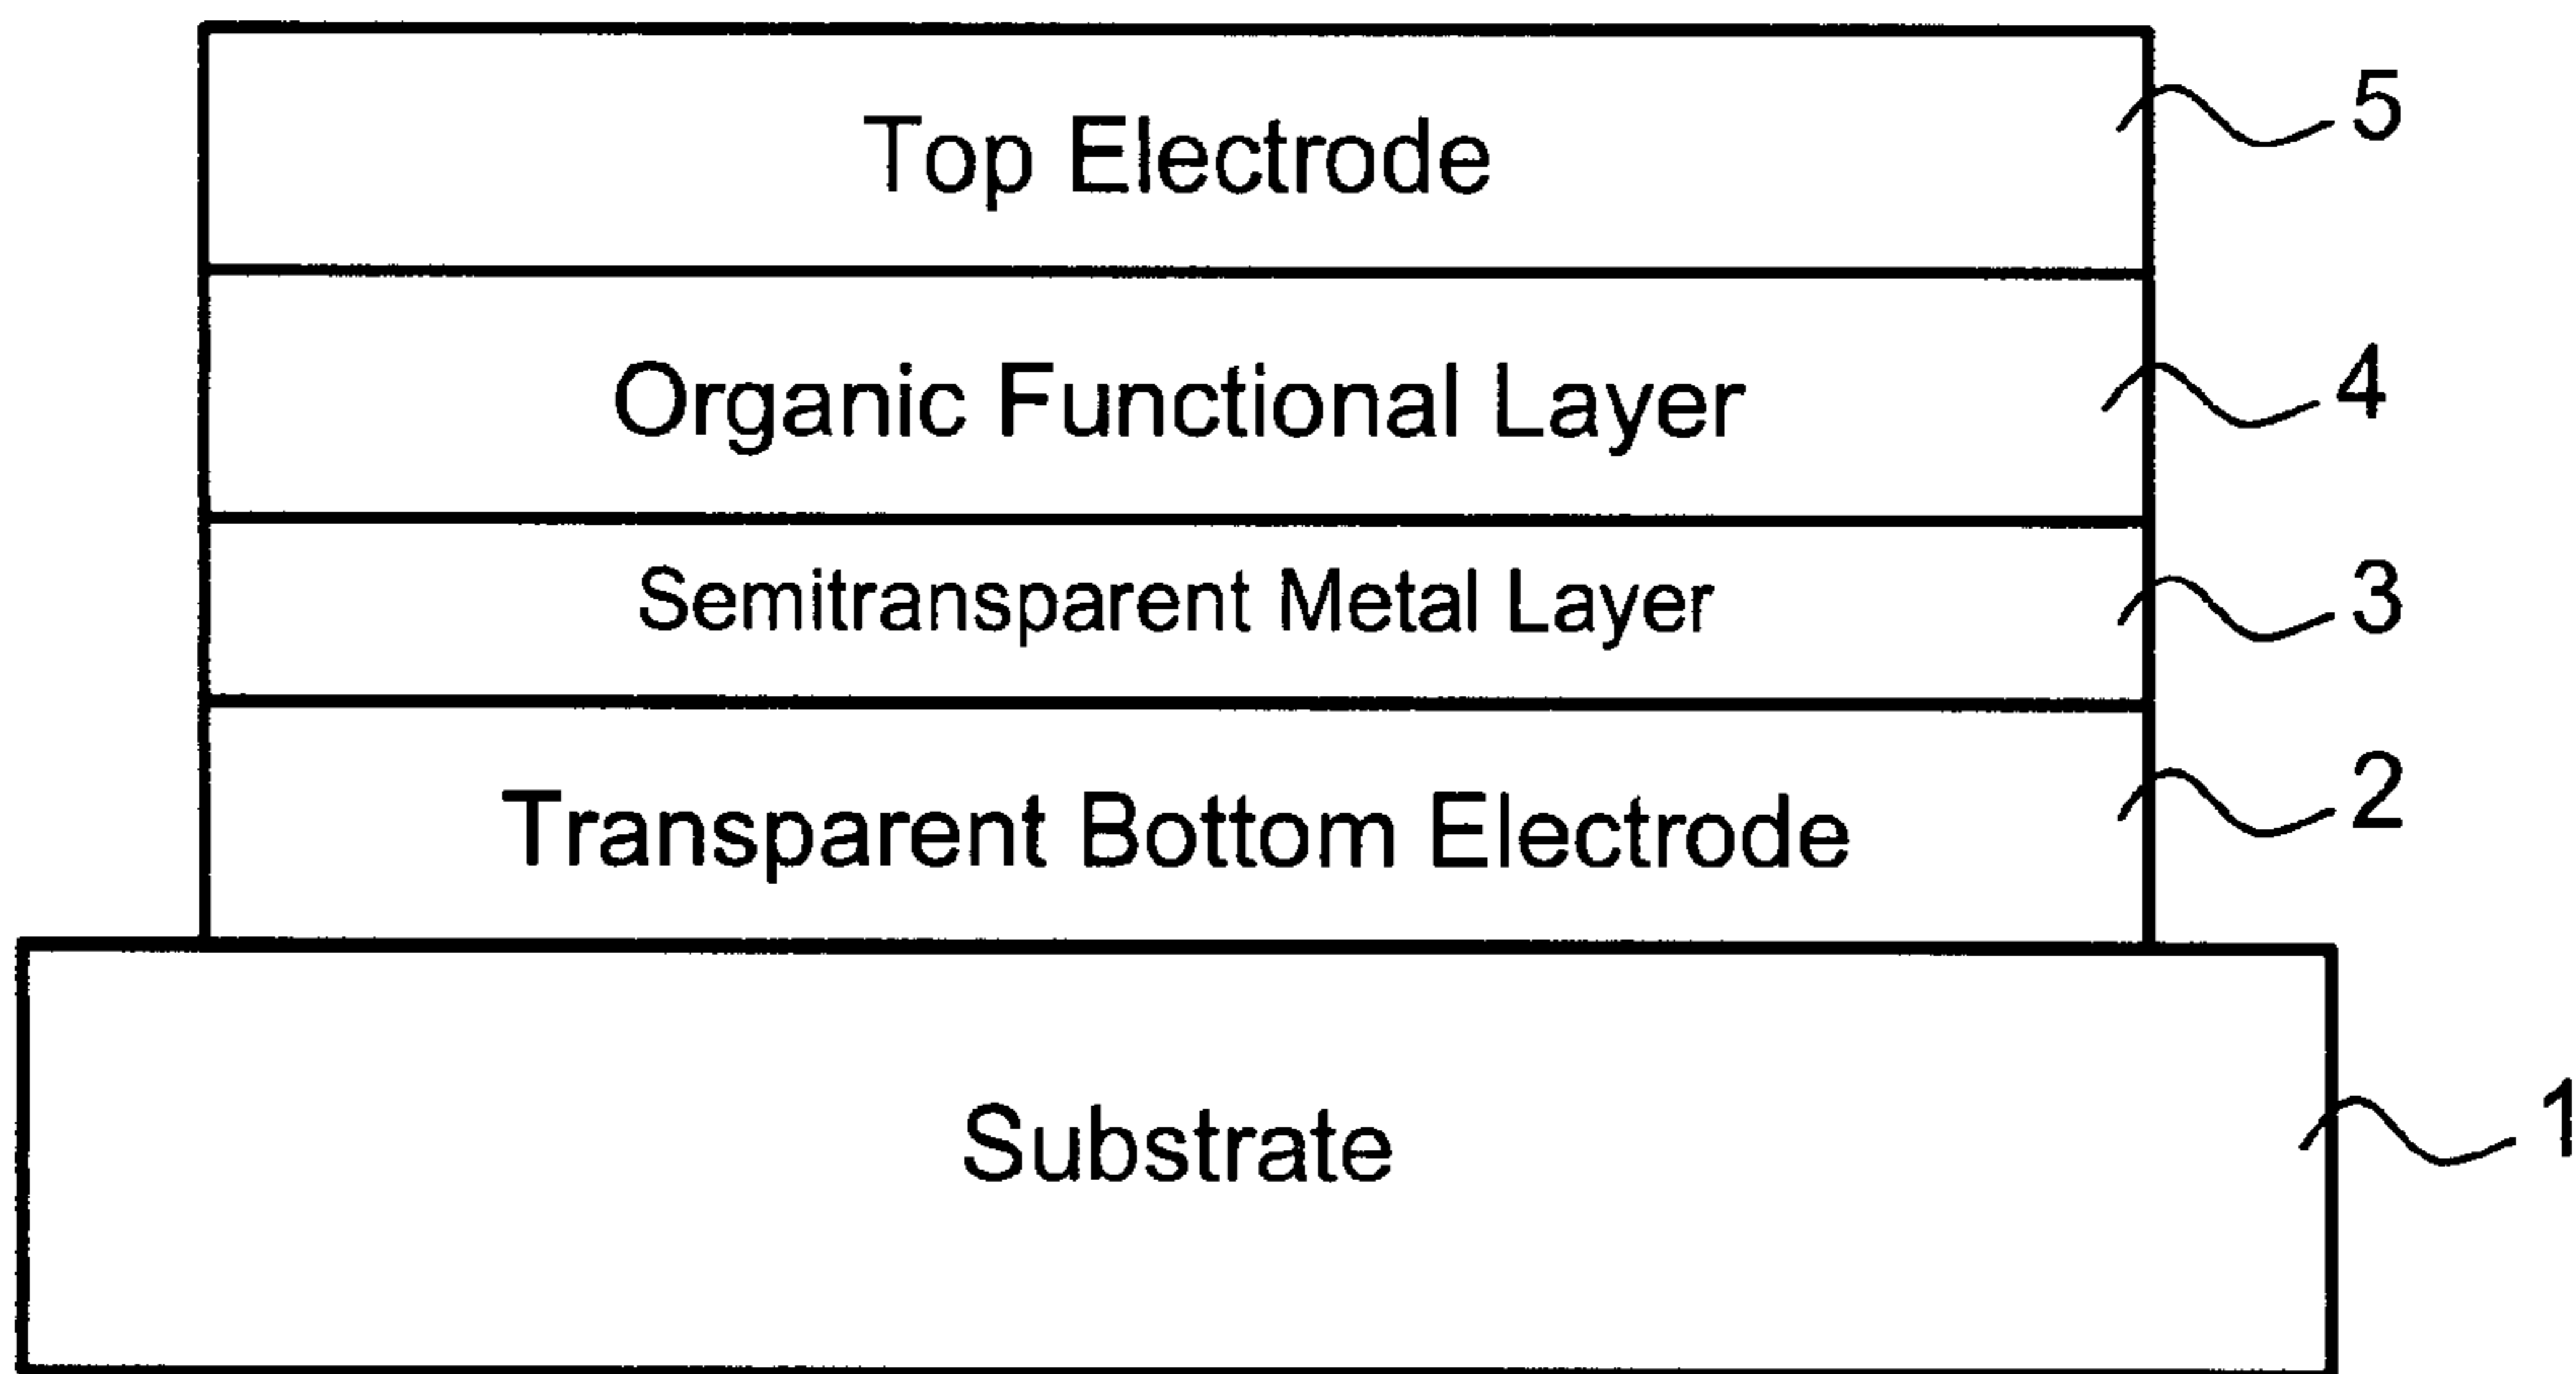 Top Electrode 5
Organic Functional Layer 4
Semitransparent Metal Layer 3
Transparent Bottom Electrode 2
Substrate 1